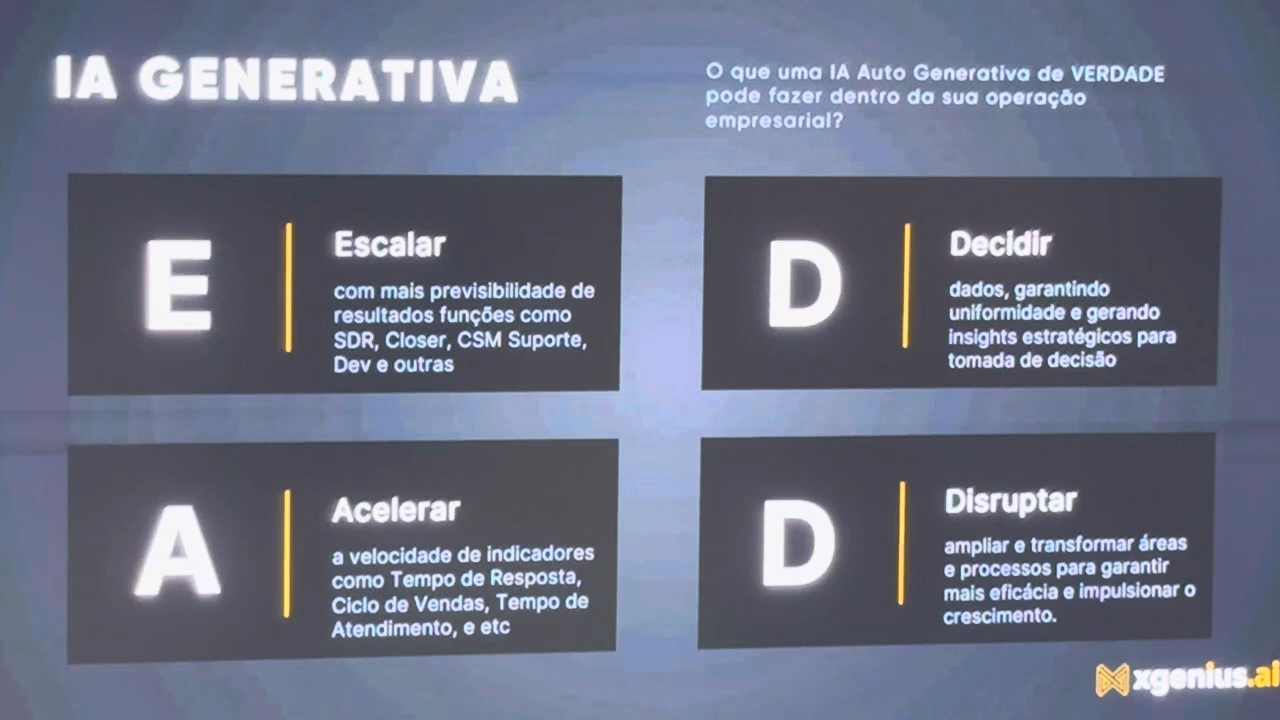 IA GENERATIVA
O que uma IA Auto Generativa de VERDADE
pode fazer dentro da sua operação
empresarial?
E
Escalar
com mais previsibilidade de
resultados funções como
SDR, Closer, CSM Suporte,
Dev e outras
D
Decidir
dados, garantindo
uniformidade e gerando
insights estratégicos para
tomada de decisão
A
Acelerar
a velocidade de indicadores
como Tempo de Resposta,
Ciclo de Vendas, Tempo de
Atendimento, e etc
D
Disruptar
ampliar e transformar áreas
e processos para garantir
mais eficácia e impulsionar o
crescimento.
xgenius.ai